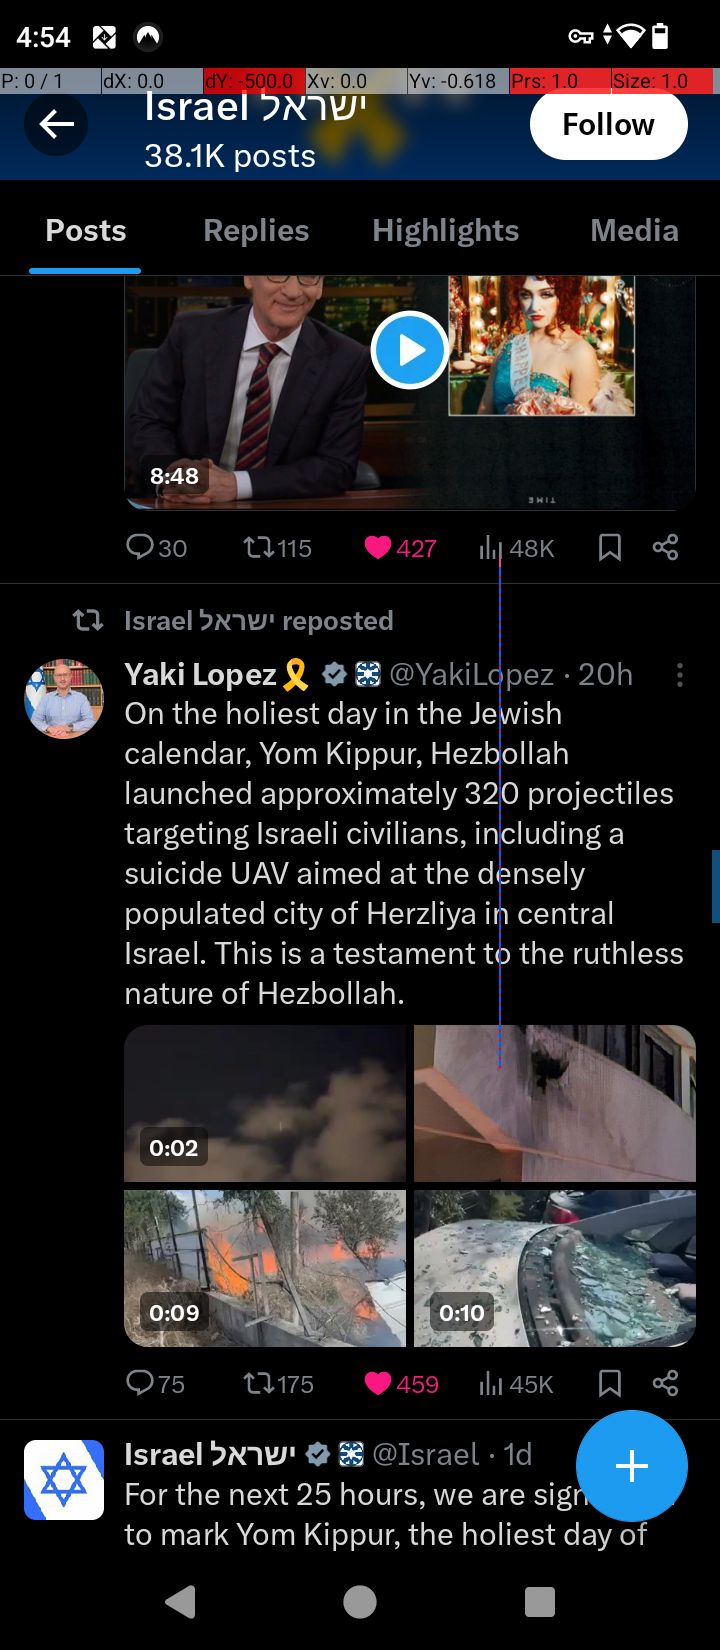 4:54
P: 0 / 1 dX: 0.0 dY: -500.0 Xv: 0.0 Yv: -0.618 Prs: 1.0 Size: 1.0
Israel ישראל
38.1K posts
Follow
Posts Replies Highlights Media
8:48
TIME
30 115 427 48K
Israel ישראל reposted
Yaki Lopez @YakiLopez · 20h
On the holiest day in the Jewish
calendar, Yom Kippur, Hezbollah
launched approximately 320 projectiles
targeting Israeli civilians, including a
suicide UAV aimed at the densely
populated city of Herzliya in central
Israel. This is a testament to the ruthless
nature of Hezbollah.
0:02
0:09
0:10
75 175 459 45K
Israel ישראל @Israel · 1d
For the next 25 hours, we are
to mark Yom Kippur, the holiest day of